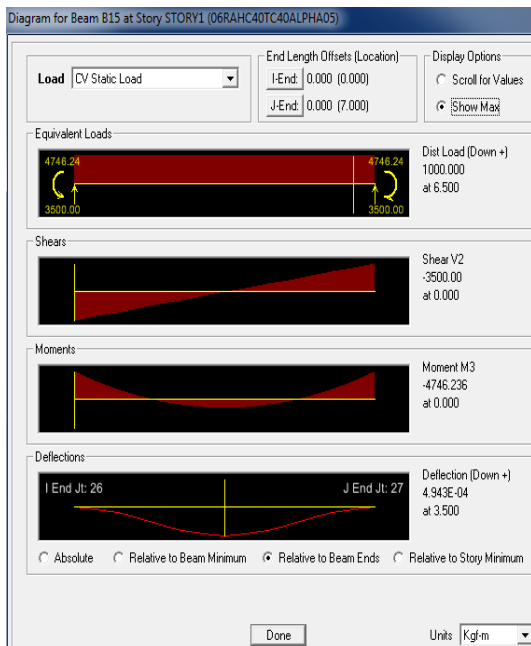 Diagram for Beam B15 at Story STORY1 (06RAHC40TC40ALPHA05)
Load CV Static Load
End Length Offsets (Location)
I-End: 0.000 (0.000)
J-End: 0.000 (7.000)
Display Options
Scroll for Values
Show Max
Equivalent Loads
4746.24 4746.24
3500.00 3500.00
Dist Load (Down +)
1000.000
at 6.500
Shears
Shear V2
-3500.00
at 0.000
Moments
Moment M3
-4746.236
at 0.000
Deflections
I End Jt: 26 J End Jt: 27
Deflection (Down +)
4.943E-04
at 3.500
Absolute Relative to Beam Minimum Relative to Beam Ends Relative to Story Minimum
Done Units Kgf-m